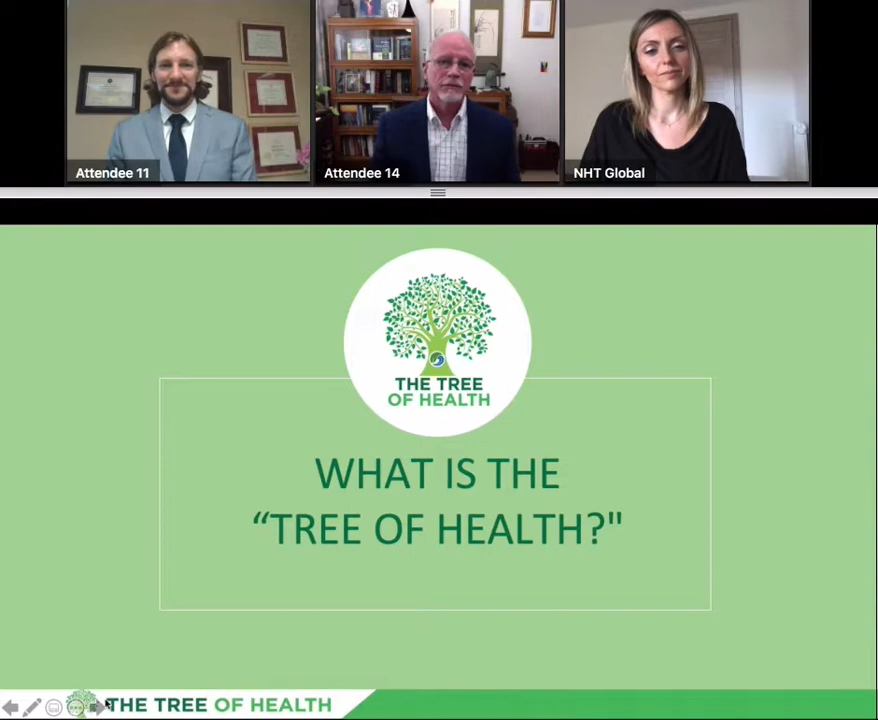 Attendee 11
Attendee 14
NHT Global
THE TREE
OF HEALTH
WHAT IS THE
“TREE OF HEALTH?"
THE TREE OF HEALTH